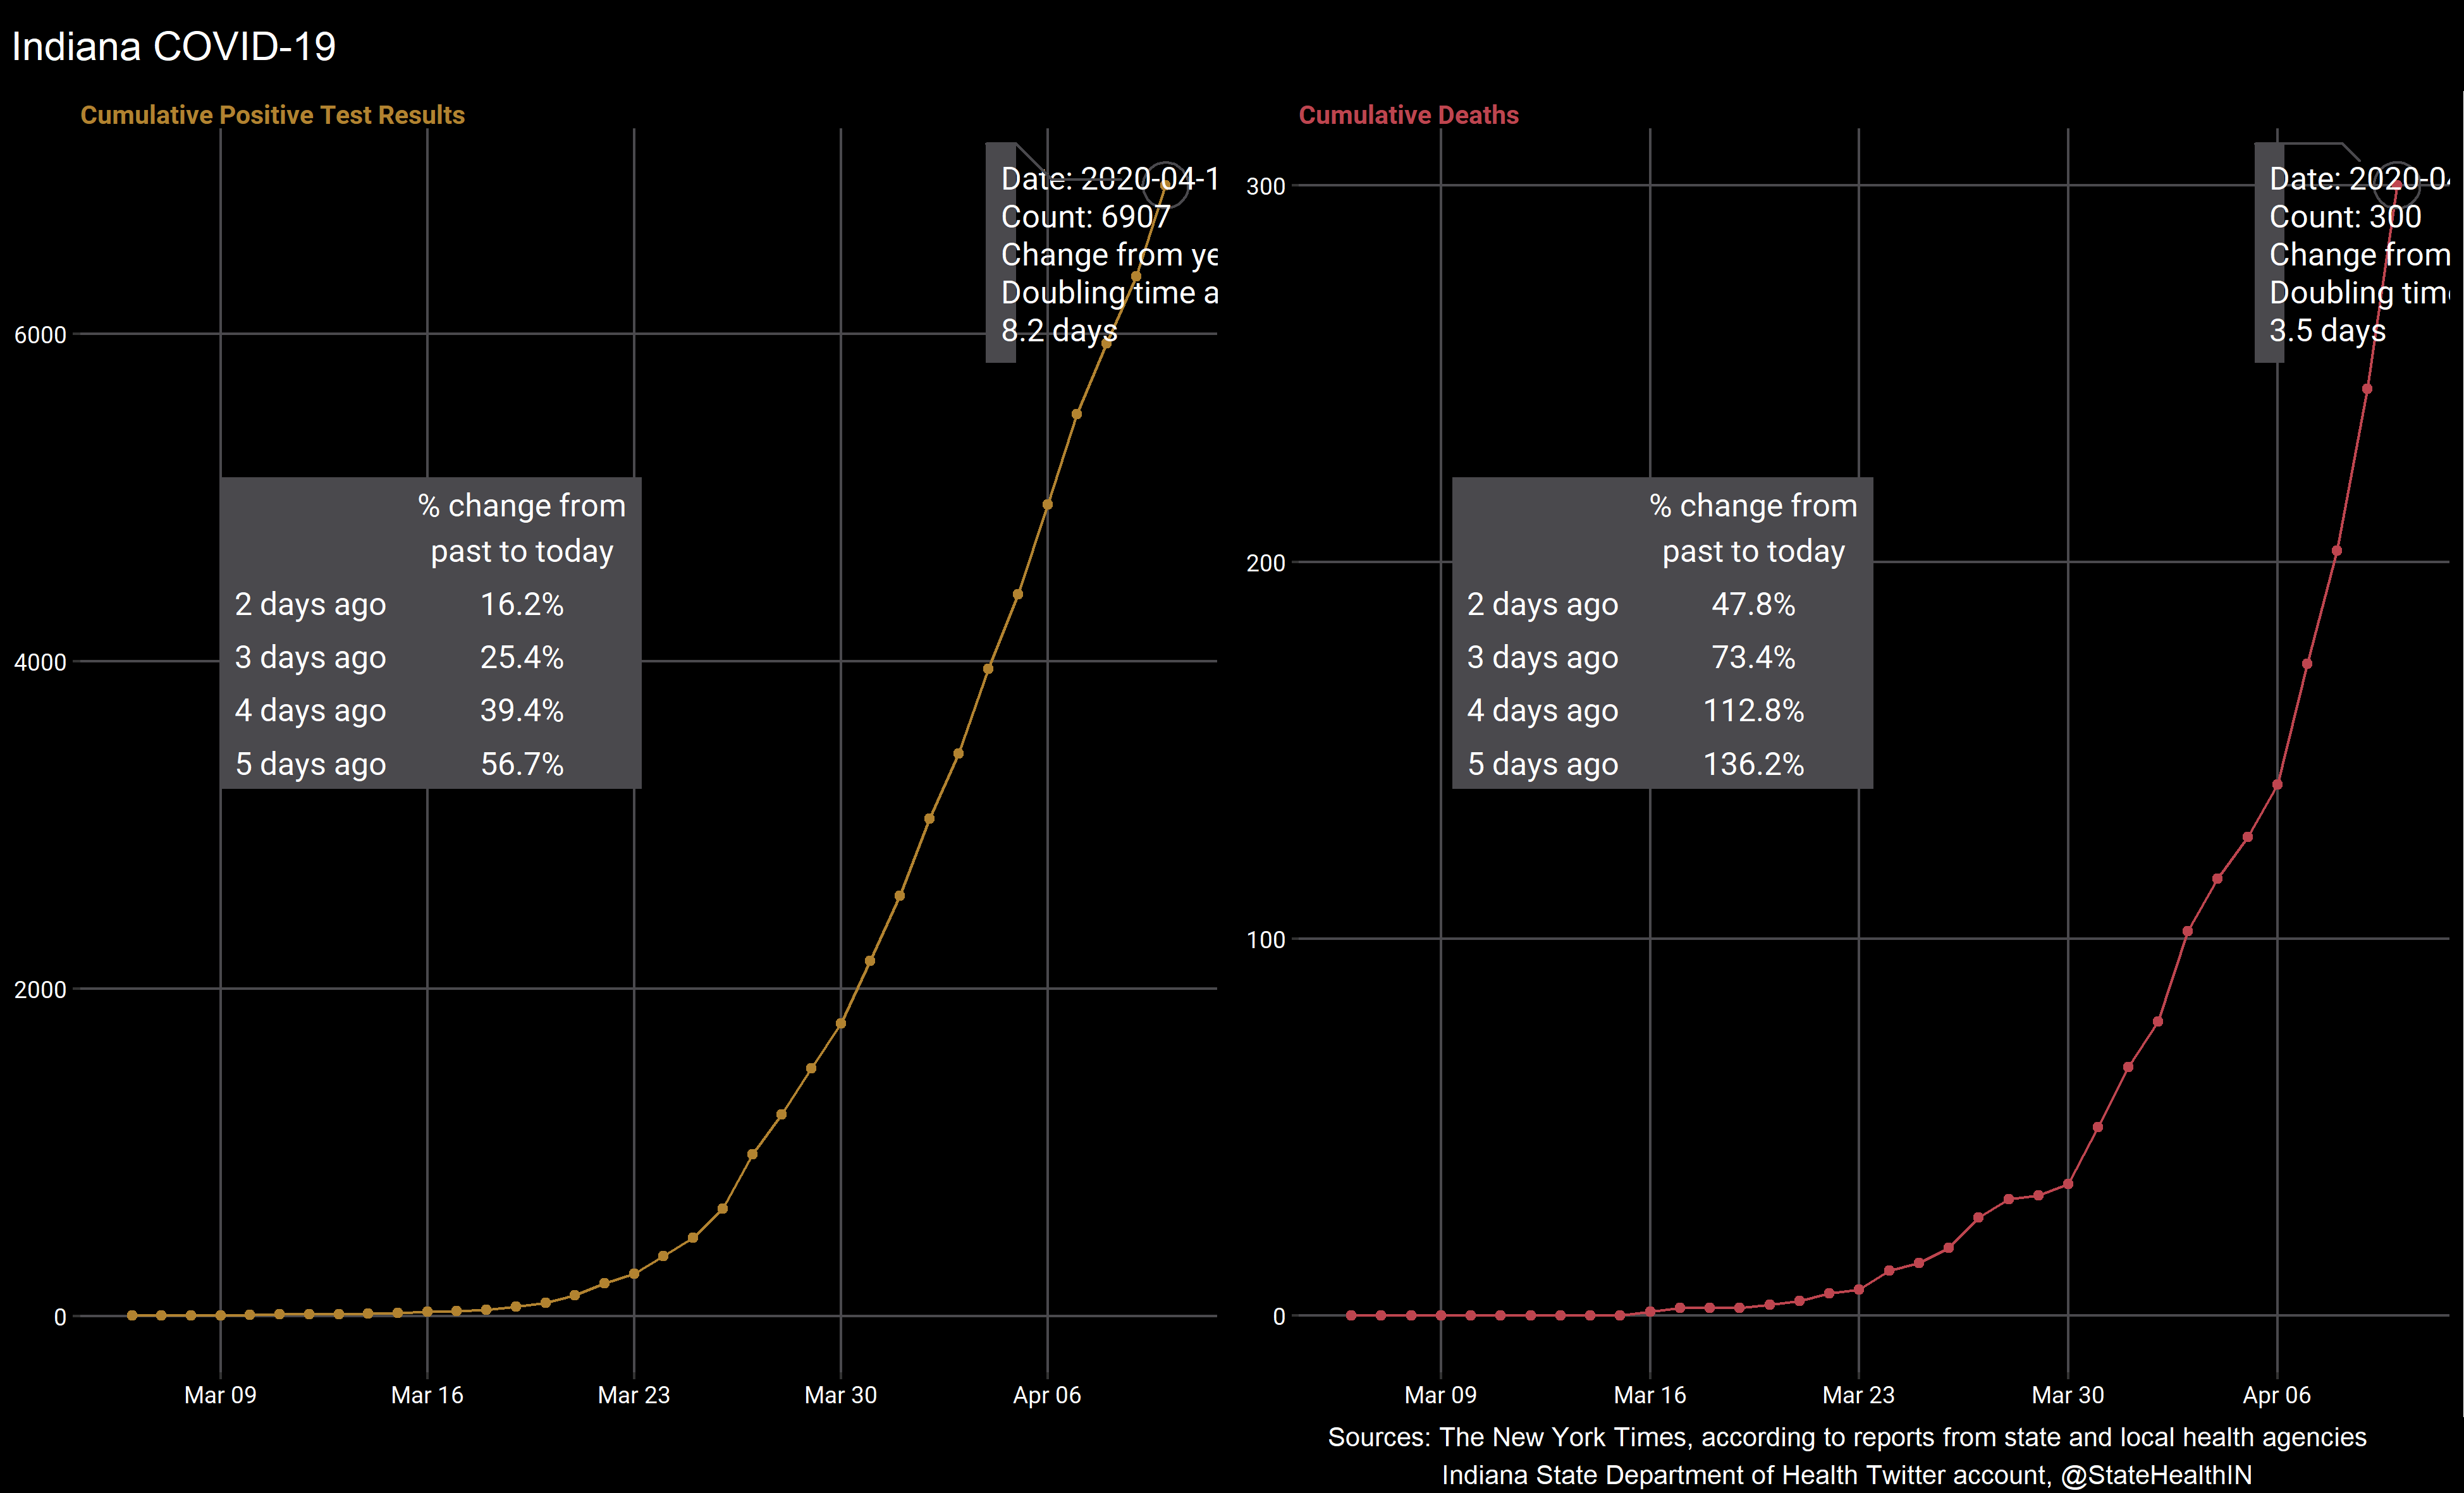 Indiana COVID-19
Cumulative Positive Test Results
Date: 2020-04-1
Count: 6907
Change from ye
Doubling time a
8.2 days
% change from
past to today
2 days ago 16.2%
3 days ago 25.4%
4 days ago 39.4%
5 days ago 56.7%
6000
4000
2000
0
Mar 09 Mar 16 Mar 23 Mar 30 Apr 06
Cumulative Deaths
Date: 2020-0
Count: 300
Change from
Doubling tim
3.5 days
% change from
past to today
2 days ago 47.8%
3 days ago 73.4%
4 days ago 112.8%
5 days ago 136.2%
300
200
100
0
Mar 09 Mar 16 Mar 23 Mar 30 Apr 06
Sources: The New York Times, according to reports from state and local health agencies
Indiana State Department of Health Twitter account, @StateHealthIN